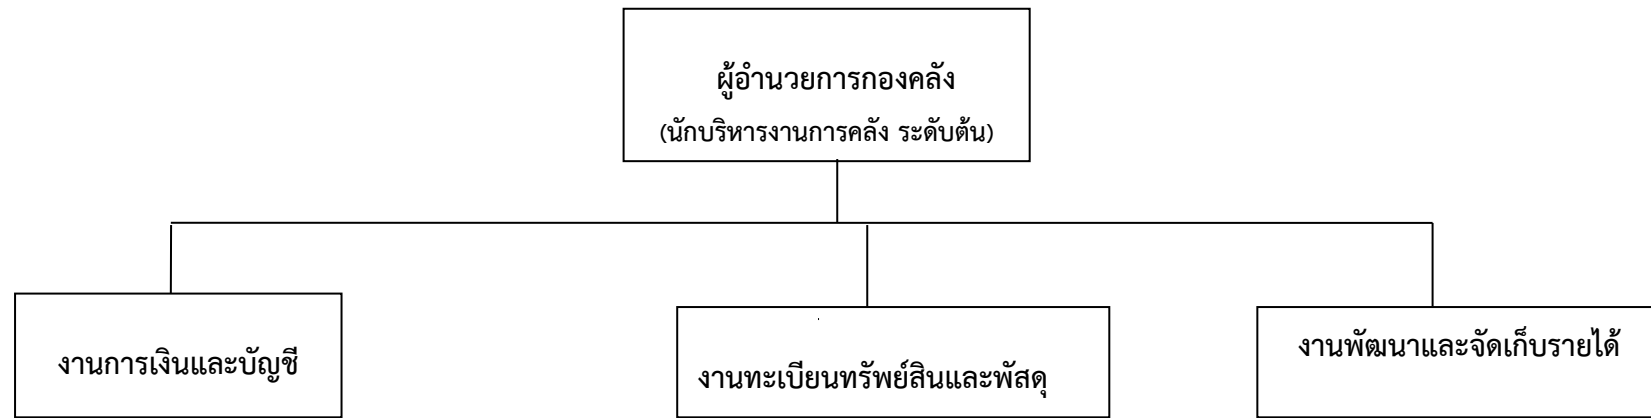 ผู้อำนวยการกองคลัง
(นักบริหารงานการคลัง ระดับต้น)
งานการเงินและบัญชี
งานทะเบียนทรัพย์สินและพัสดุ
งานพัฒนาและจัดเก็บรายได้